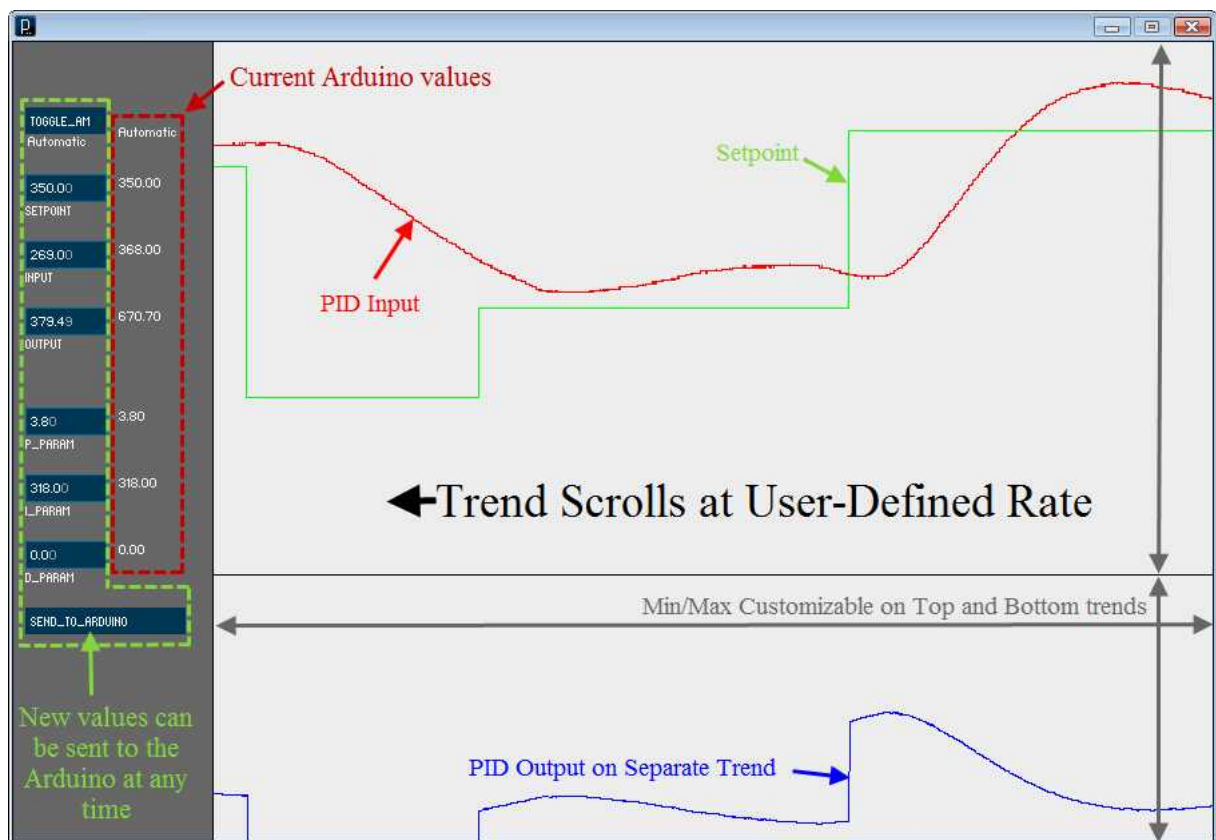 p
Current Arduino values
TOGGLE_AM
Automatic
Automatic
350.00
350.00
SETPOINT
269.00
368.00
INPUT
379.49
670.70
OUTPUT
3.80
3.80
P_PARAM
318.00
318.00
I_PARAM
0.00
0.00
D_PARAM
SEND_TO_ARDUINO
New values can
be sent to the
Arduino at any
time
Setpoint
PID Input
Trend Scrolls at User-Defined Rate
Min/Max Customizable on Top and Bottom trends
PID Output on Separate Trend